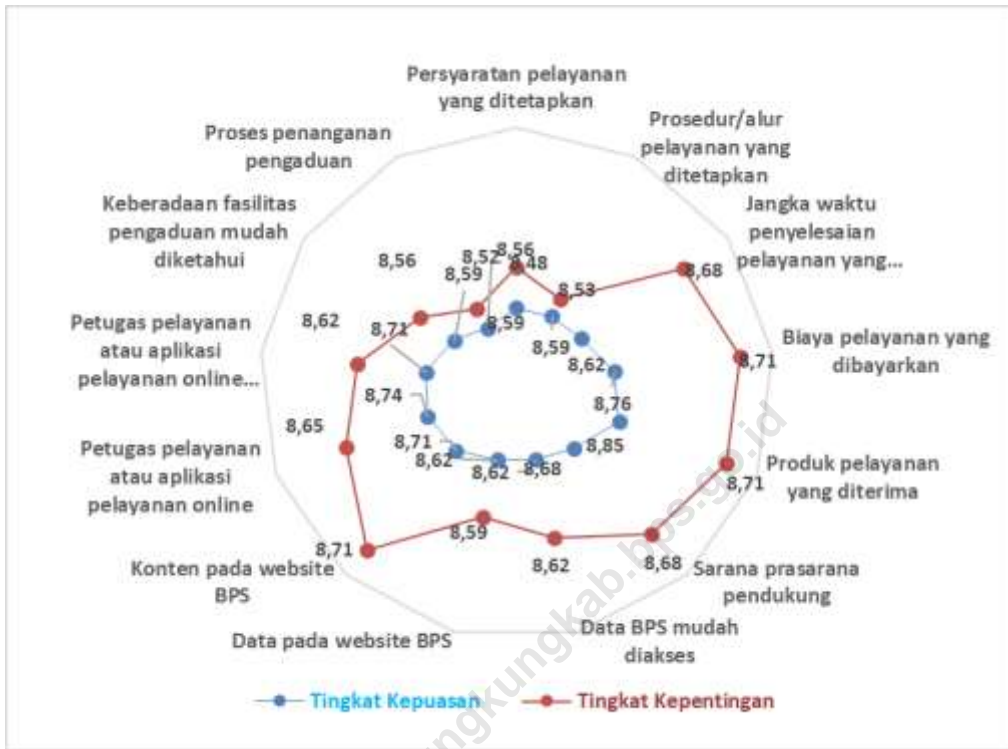 Persyaratan pelayanan
yang ditetapkan
Prosedur/alur
pelayanan yang
ditetapkan
Jangka waktu
penyelesaian
pelayanan yang...
Biaya pelayanan yang
dibayarkan
Produk pelayanan
yang diterima
Sarana prasarana
pendukung
Data BPS mudah
diakses
Data pada website BPS
Konten pada website
BPS
Petugas pelayanan
atau aplikasi
pelayanan online
Petugas pelayanan
atau aplikasi
pelayanan online...
Keberadaan fasilitas
pengaduan mudah
diketahui
Proses penanganan
pengaduan
8,56
8,53
8,68
8,71
8,71
8,68
8,62
8,59
8,71
8,65
8,62
8,56
8,52
8,48
8,59
8,59
8,62
8,76
8,85
8,68
8,62
8,62
8,71
8,74
8,71
8,59
Tingkat Kepuasan
Tingkat Kepentingan
ngkungkab.bps.go.id